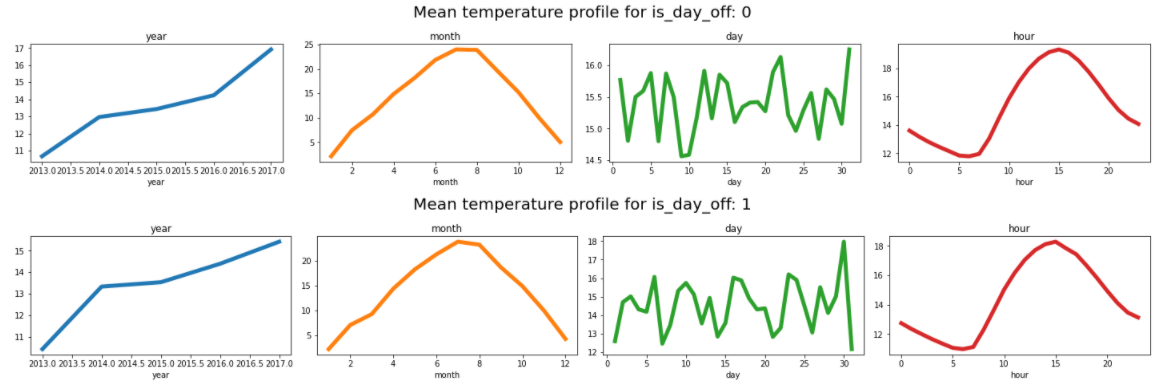 Mean temperature profile for is_day_off: 0
year month day hour
17
16
15
14
13
12
11
2013.0 2013.5 2014.0 2014.5 2015.0 2015.5 2016.0 2016.5 2017.0
year
25
20
15
10
5
2 4 6 8 10 12
month
16.0
15.5
15.0
14.5
0 5 10 15 20 25 30
day
18
16
14
12
0 5 10 15 20
hour
Mean temperature profile for is_day_off: 1
year month day hour
15
14
13
12
11
2013.0 2013.5 2014.0 2014.5 2015.0 2015.5 2016.0 2016.5 2017.0
year
20
15
10
5
2 4 6 8 10 12
month
18
17
16
15
14
13
12
0 5 10 15 20 25 30
day
18
16
14
12
0 5 10 15 20
hour